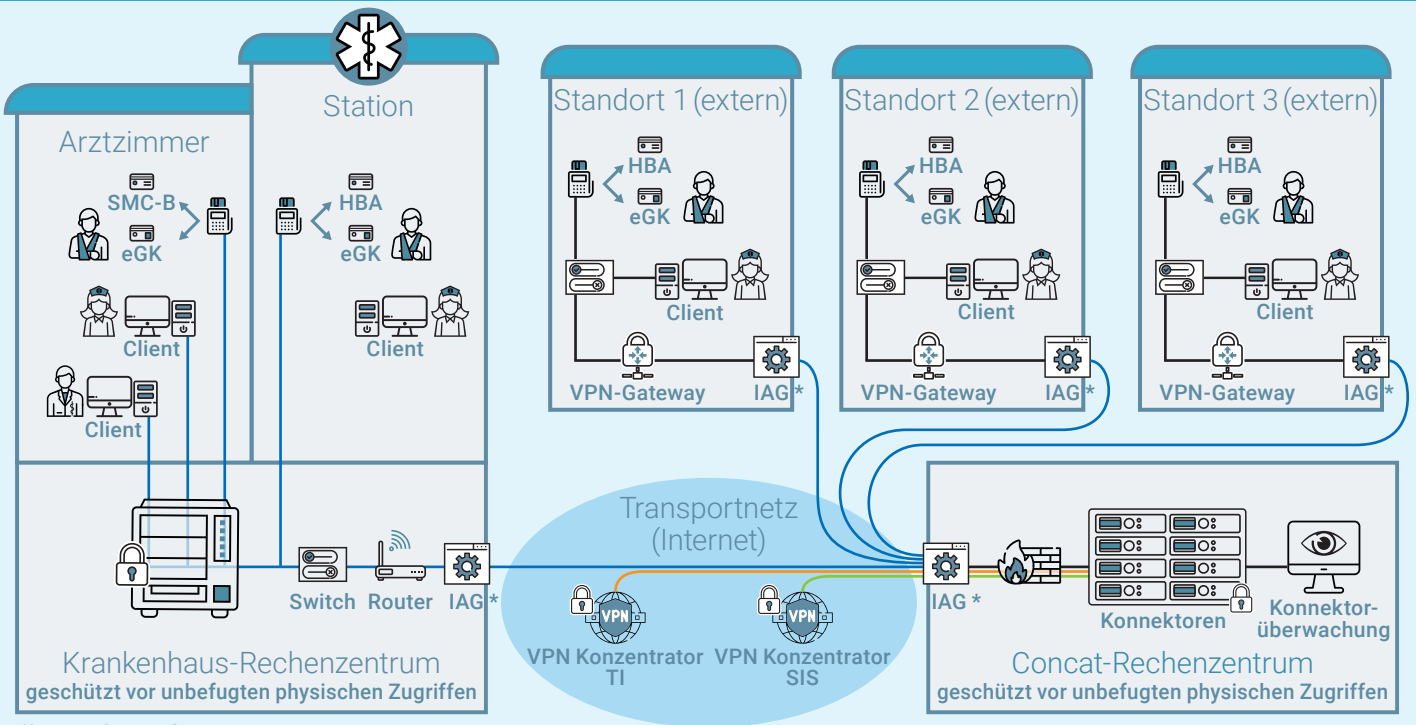 Arztzimmer
SMC-B
eGK
Client
Client
Station
HBA
eGK
Client
Standort 1 (extern)
HBA
eGK
Client
VPN-Gateway
IAG *
Standort 2 (extern)
HBA
eGK
Client
VPN-Gateway
IAG *
Standort 3 (extern)
HBA
eGK
Client
VPN-Gateway
IAG *
Switch
Router
IAG *
Krankenhaus-Rechenzentrum
geschützt vor unbefugten physischen Zugriffen
Transportnetz
(Internet)
VPN
VPN Konzentrator
TI
VPN
VPN Konzentrator
SIS
IAG *
Konnektoren
Konnektor-
überwachung
Concat-Rechenzentrum
geschützt vor unbefugten physischen Zugriffen